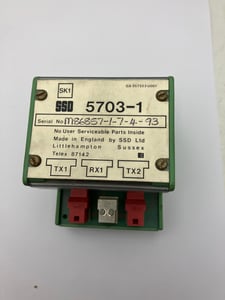 SK1
SSD 5703-1
Serial No M86857-1-7-4-93
No User Serviceable Parts Inside
Made in England by SSD Ltd
Littlehampton Sussex
Telex 87142
TX1 RX1 TX2